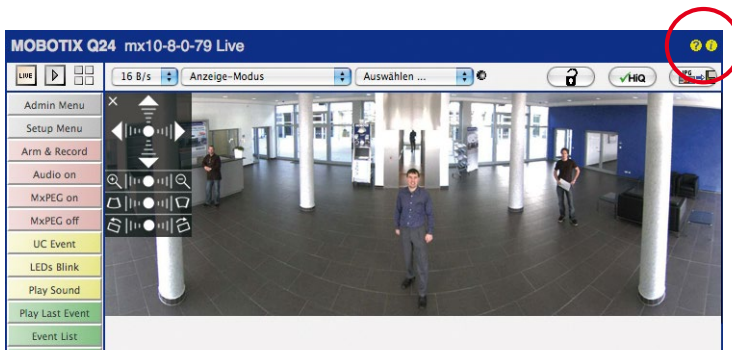 MOBOTIX Q24 mx10-8-0-79 Live
? i
LIVE 16 B/s Anzeige-Modus Auswählen ... HiQ JPG
Admin Menu
Setup Menu
Arm & Record
Audio on
MxPEG on
MxPEG off
UC Event
LEDs Blink
Play Sound
Play Last Event
Event List